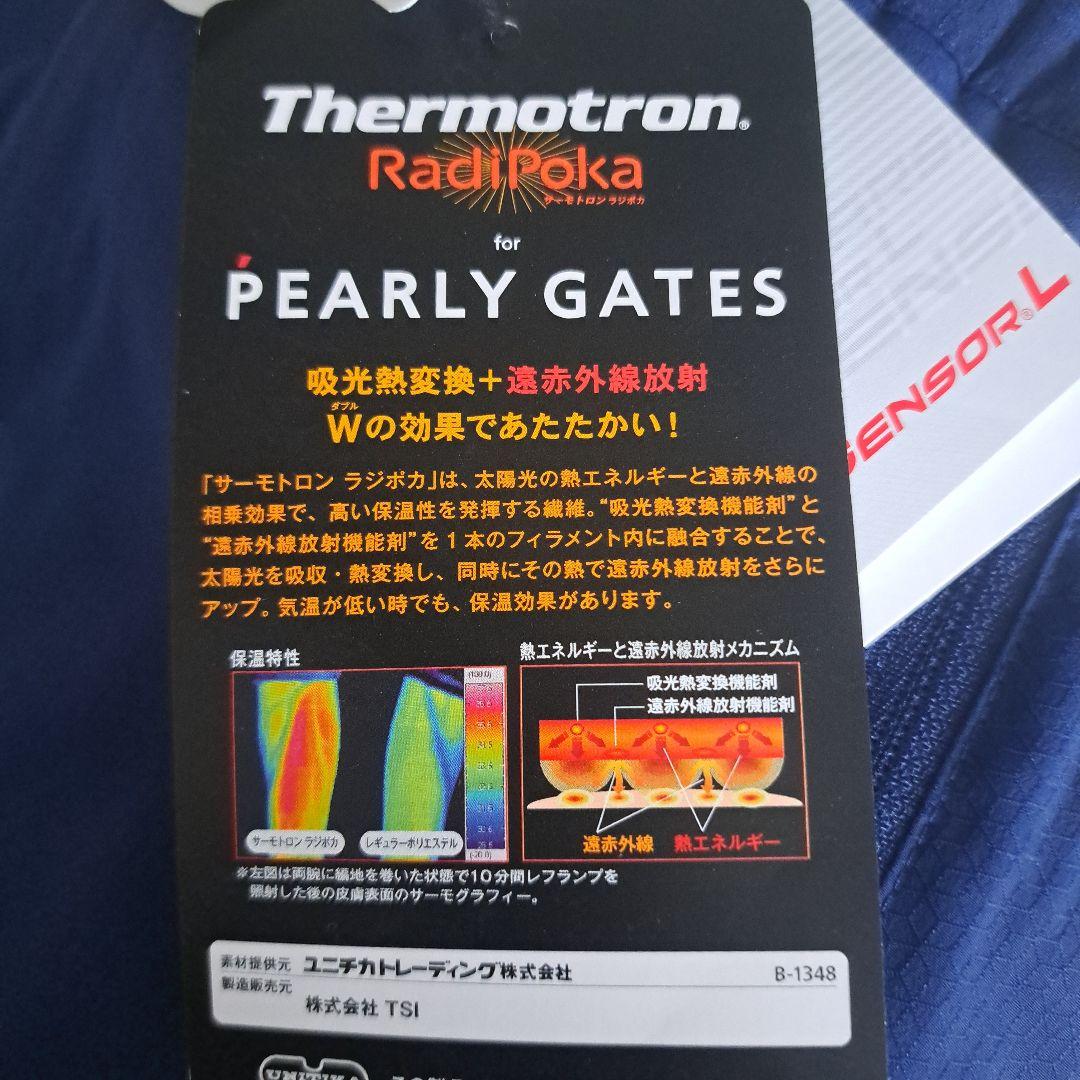 Thermotron®
RadiPoka
サーモトロン ラジポカ
for
PEARLY GATES
吸光熱変換+遠赤外線放射
ダブル
Wの効果であたたかい!
「サーモトロン ラジポカ」は、太陽光の熱エネルギーと遠赤外線の
相乗効果で、高い保温性を発揮する繊維。“吸光熱変換機能剤”と
“遠赤外線放射機能剤”を1本のフィラメント内に融合することで、
太陽光を吸収・熱変換し、同時にその熱で遠赤外線放射をさらに
アップ。気温が低い時でも、保温効果があります。
保温特性
サーモトロン ラジポカ
レギュラーポリエステル
熱エネルギーと遠赤外線放射メカニズム
吸光熱変換機能剤
遠赤外線放射機能剤
遠赤外線 熱エネルギー
※左図は両腕に編地を巻いた状態で10分間レフランプを
照射した後の皮膚表面のサーモグラフィー。
素材提供元 ユニチカトレーディング株式会社 B-1348
製造販売元 株式会社 TSI
UNITIKA
SENSOR® L